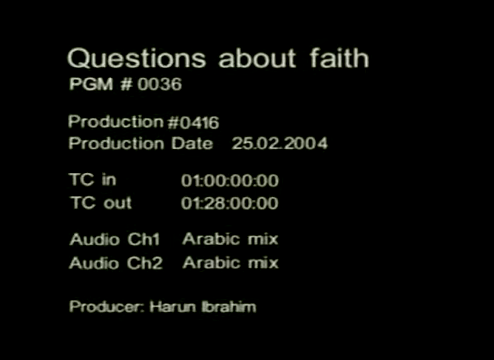 Questions about faith
PGM # 0036
Production #0416
Production Date 25.02.2004
TC in 01:00:00:00
TC out 01:28:00:00
Audio Ch1 Arabic mix
Audio Ch2 Arabic mix
Producer: Harun Ibrahim